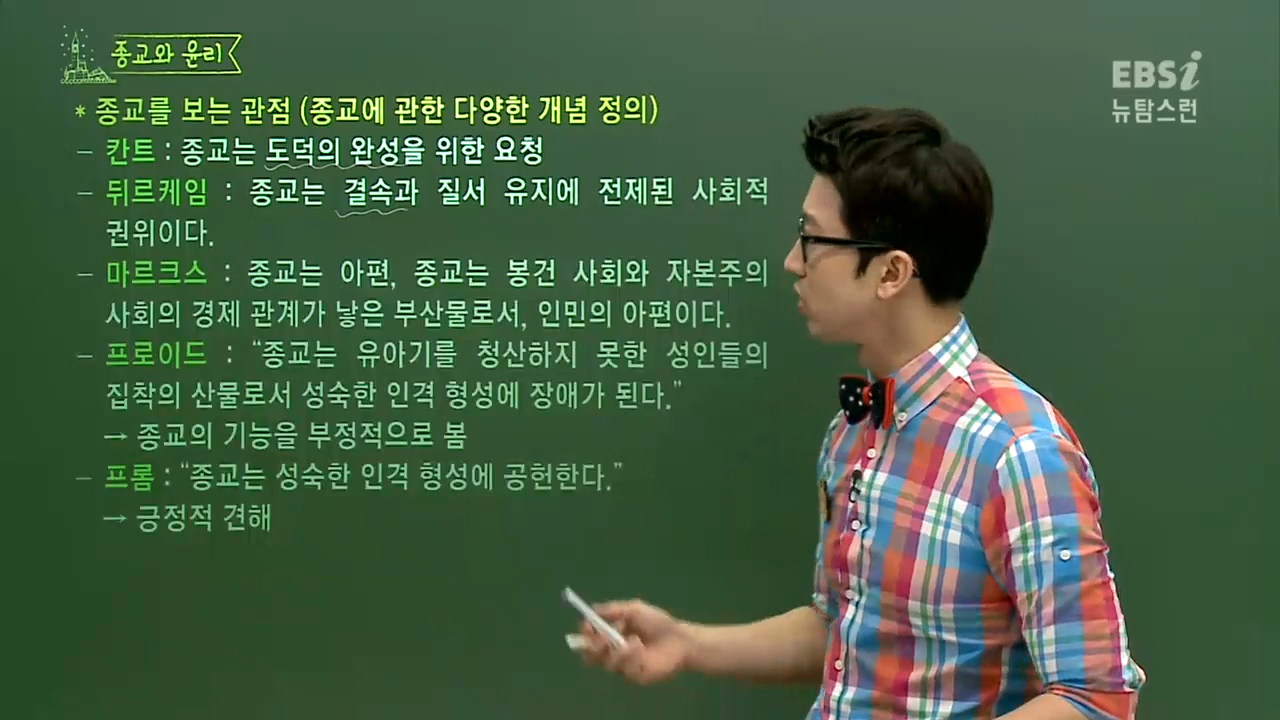 종교와 윤리
EBSi
뉴탐스런
* 종교를 보는 관점 (종교에 관한 다양한 개념 정의)
– 칸트 : 종교는 도덕의 완성을 위한 요청
– 뒤르케임 : 종교는 결속과 질서 유지에 전제된 사회적
권위이다.
– 마르크스 : 종교는 아편, 종교는 봉건 사회와 자본주의
사회의 경제 관계가 낳은 부산물로서, 인민의 아편이다.
– 프로이드 : “종교는 유아기를 청산하지 못한 성인들의
집착의 산물로서 성숙한 인격 형성에 장애가 된다.”
→ 종교의 기능을 부정적으로 봄
– 프롬 : “종교는 성숙한 인격 형성에 공헌한다.”
→ 긍정적 견해